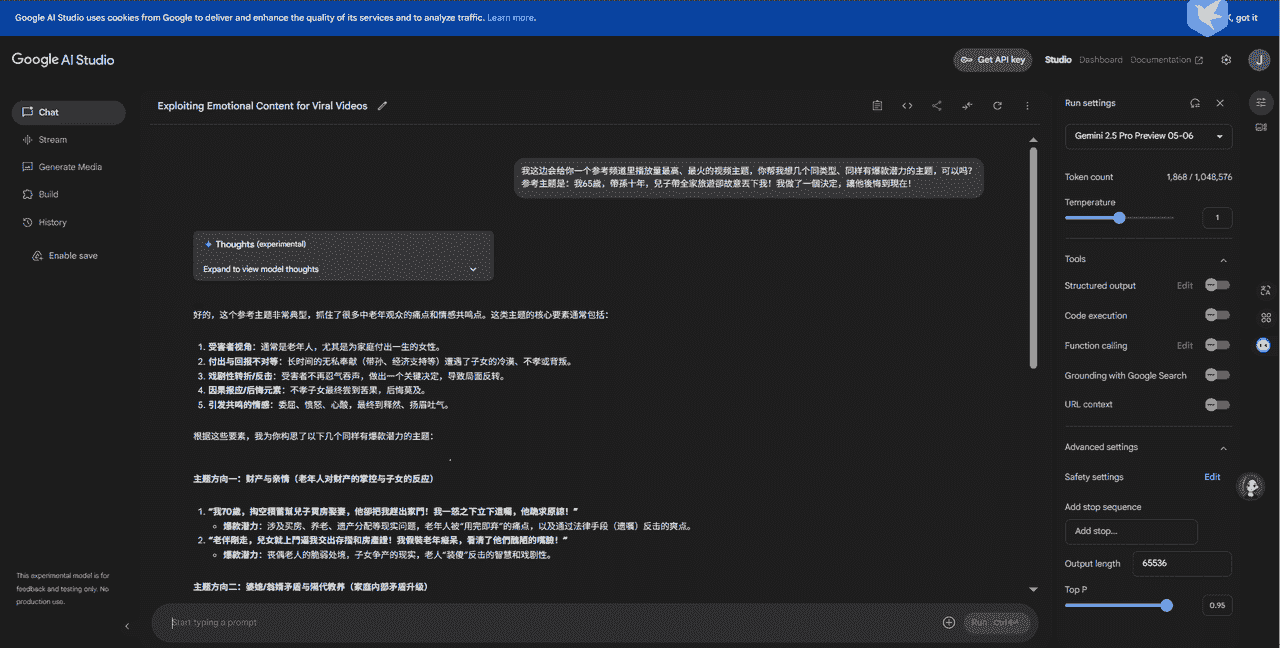 Google AI Studio uses cookies from Google to deliver and enhance the quality of its services and to analyze traffic. Learn more.
, got it
Google AI Studio
Get API key
Studio
Dashboard
Documentation
J
Chat
Stream
Generate Media
Build
History
Enable save
This experimental model is for
feedback and testing only. No
production use.
Exploiting Emotional Content for Viral Videos
我这边会给你一个参考频道里播放量最高、最火的视频主题，你帮我想几个同类型、同样有爆款潜力的主题，可以吗？
参考主题是：我65歲，帶孫十年，兒子帶全家旅遊卻故意丟下我！我做了一個決定，讓他後悔到現在！
Thoughts (experimental)
Expand to view model thoughts
好的，这个参考主题非常典型，抓住了很多中老年观众的痛点和情感共鸣点。这类主题的核心要素通常包括：
1. 受害者视角：通常是老年人，尤其是为家庭付出一生的女性。
2. 付出与回报不对等：长时间的无私奉献（带孙、经济支持等）遭遇了子女的冷漠、不孝或背叛。
3. 戏剧性转折/反击：受害者不再忍气吞声，做出一个关键决定，导致局面反转。
4. 因果报应/后悔元素：不孝子女最终尝到苦果，后悔莫及。
5. 引发共鸣的情感：委屈、愤怒、心酸，最终到释然、扬眉吐气。
根据这些要素，我为你构思了以下几个同样有爆款潜力的主题：
主题方向一：财产与亲情（老年人对财产的掌控与子女的反应）
1. “我70歲，掏空積蓄幫兒子買房娶妻，他卻把我趕出家門！我一怒之下立下遺囑，他跪求原諒！”
爆款潜力：涉及买房、养老、遗产分配等现实问题，老年人被“用完即弃”的痛点，以及通过法律手段（遗嘱）反击的爽点。
2. “老伴剛走，兒女就上門逼我交出存摺和房產證！我假裝老年癡呆，看清了他們醜陋的嘴臉！”
爆款潜力：丧偶老人的脆弱处境，子女争产的现实，老人“装傻”反击的智慧和戏剧性。
主题方向二：婆媳/翁婿矛盾与隔代教养（家庭内部矛盾升级）
Start typing a prompt
Run Ctrl
Run settings
Gemini 2.5 Pro Preview 05-06
Token count
1,868 / 1,048,576
Temperature
1
Tools
Structured output
Edit
Code execution
Function calling
Edit
Grounding with Google Search
URL context
Advanced settings
Safety settings
Edit
Add stop sequence
Add stop...
Output length
65536
Top P
0.95